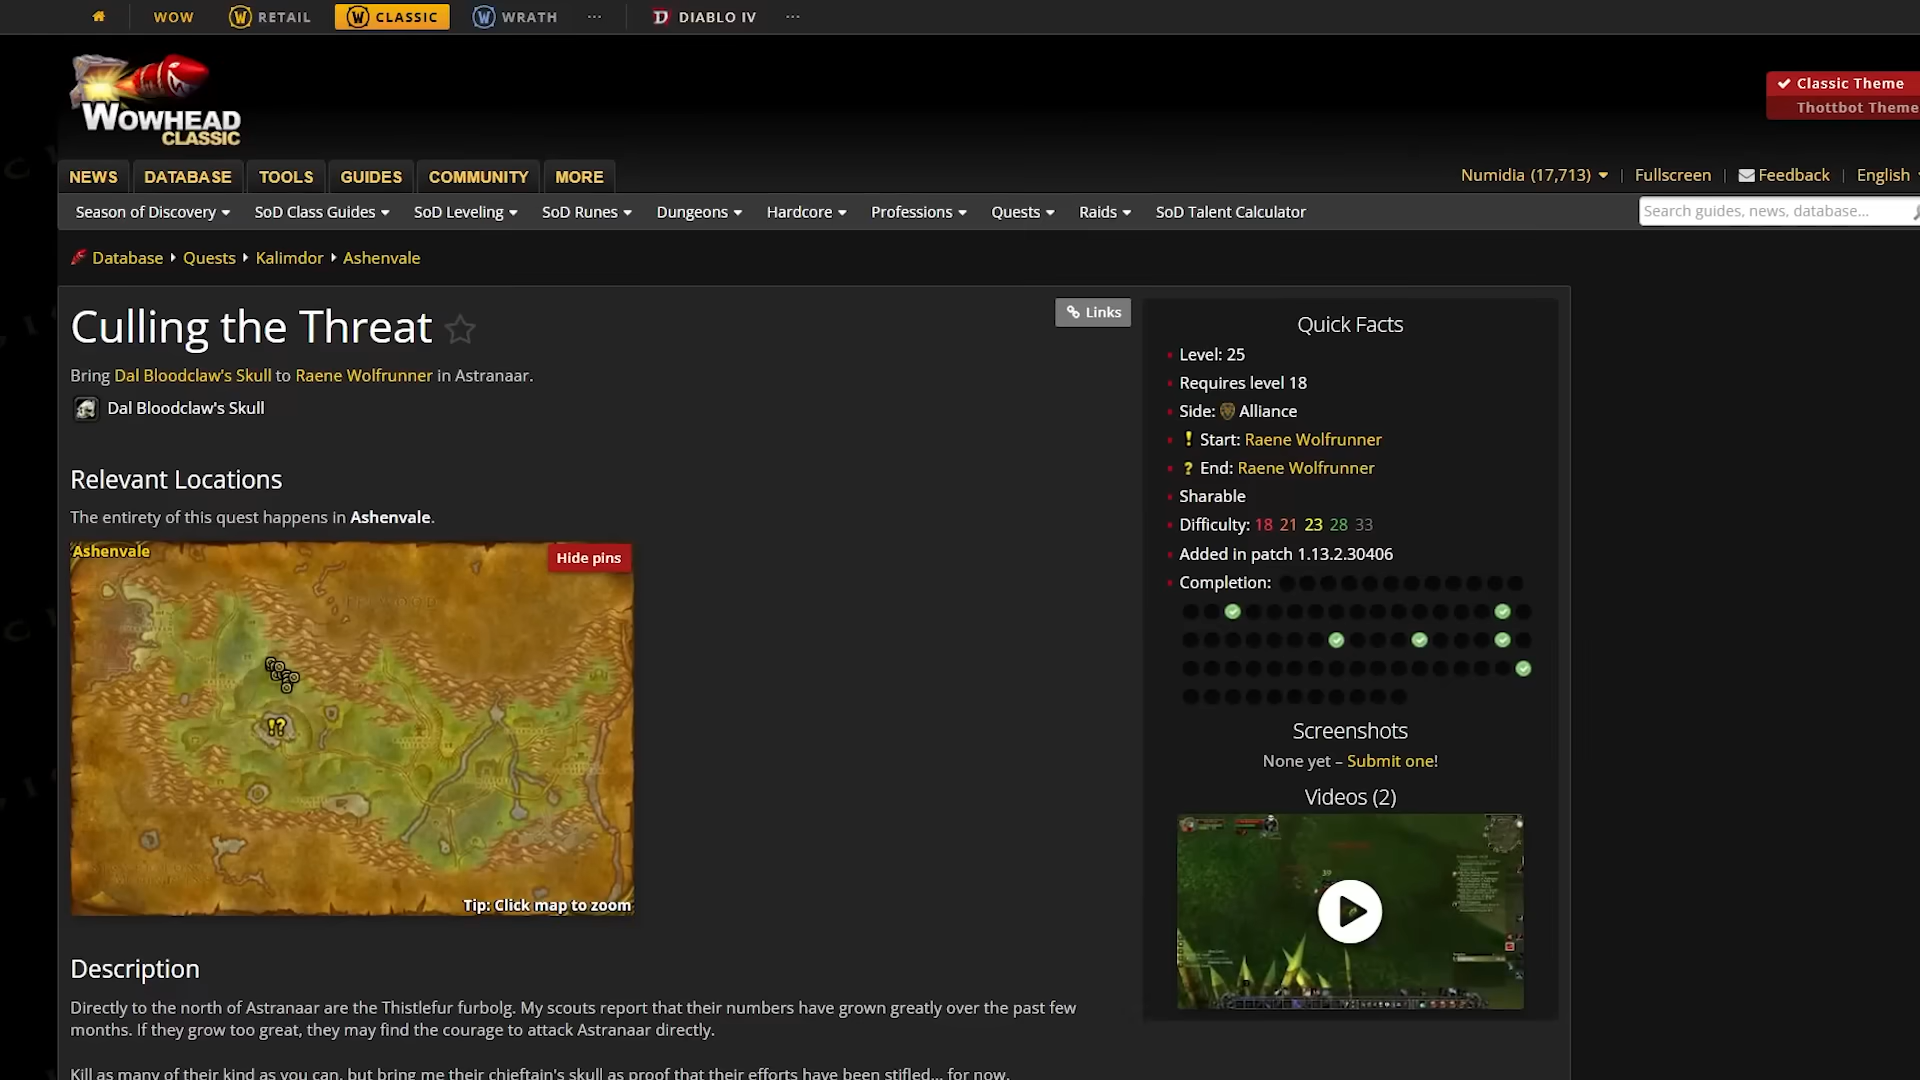 WOW RETAIL CLASSIC WRATH ... DIABLO IV ...
WOWHEAD
CLASSIC
Classic Theme
Thottbot Theme
NEWS DATABASE TOOLS GUIDES COMMUNITY MORE
Numidia (17,713) | Fullscreen | Feedback | English
Season of Discovery SoD Class Guides SoD Leveling SoD Runes Dungeons Hardcore Professions Quests Raids SoD Talent Calculator
Search guides, news, database...
Database Quests Kalimdor Ashenvale
Culling the Threat
Links
Bring Dal Bloodclaw's Skull to Raene Wolfrunner in Astranaar.
Dal Bloodclaw's Skull
Relevant Locations
The entirety of this quest happens in Ashenvale.
Ashenvale
Hide pins
!?
Tip: Click map to zoom
Description
Directly to the north of Astranaar are the Thistlefur furbolg. My scouts report that their numbers have grown greatly over the past few
months. If they grow too great, they may find the courage to attack Astranaar directly.
Kill as many of their kind as you can, but bring me their chieftain's skull as proof that their efforts have been stifled... for now.
Quick Facts
Level: 25
Requires level 18
Side: Alliance
! Start: Raene Wolfrunner
? End: Raene Wolfrunner
Sharable
Difficulty: 18 21 23 28 33
Added in patch 1.13.2.30406
Completion:
Screenshots
None yet – Submit one!
Videos (2)
39